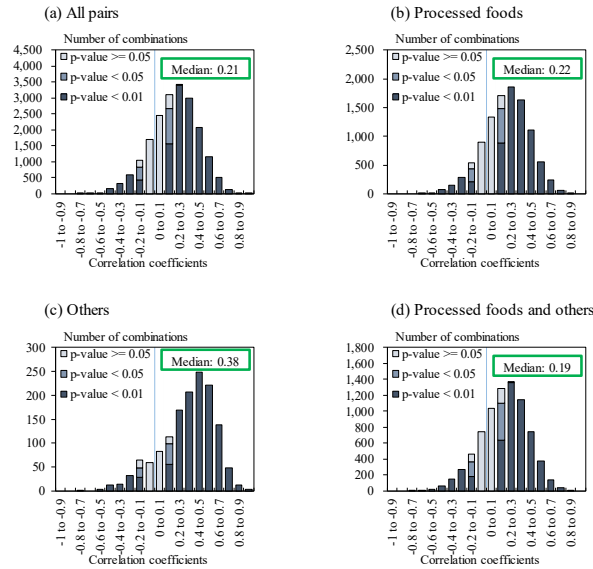 (a) All pairs
Number of combinations
4,500
4,000
3,500
3,000
2,500
2,000
1,500
1,000
500
0
p-value >= 0.05
p-value < 0.05
p-value < 0.01
Median: 0.21
-1 to -0.9
-0.8 to -0.7
-0.6 to -0.5
-0.4 to -0.3
-0.2 to -0.1
0 to 0.1
0.2 to 0.3
0.4 to 0.5
0.6 to 0.7
0.8 to 0.9
Correlation coefficients
(b) Processed foods
Number of combinations
2,500
2,000
1,500
1,000
500
0
p-value >= 0.05
p-value < 0.05
p-value < 0.01
Median: 0.22
-1 to -0.9
-0.8 to -0.7
-0.6 to -0.5
-0.4 to -0.3
-0.2 to -0.1
0 to 0.1
0.2 to 0.3
0.4 to 0.5
0.6 to 0.7
0.8 to 0.9
Correlation coefficients
(c) Others
Number of combinations
300
250
200
150
100
50
0
p-value >= 0.05
p-value < 0.05
p-value < 0.01
Median: 0.38
-1 to -0.9
-0.8 to -0.7
-0.6 to -0.5
-0.4 to -0.3
-0.2 to -0.1
0 to 0.1
0.2 to 0.3
0.4 to 0.5
0.6 to 0.7
0.8 to 0.9
Correlation coefficients
(d) Processed foods and others
Number of combinations
1,800
1,600
1,400
1,200
1,000
800
600
400
200
0
p-value >= 0.05
p-value < 0.05
p-value < 0.01
Median: 0.19
-1 to -0.9
-0.8 to -0.7
-0.6 to -0.5
-0.4 to -0.3
-0.2 to -0.1
0 to 0.1
0.2 to 0.3
0.4 to 0.5
0.6 to 0.7
0.8 to 0.9
Correlation coefficients